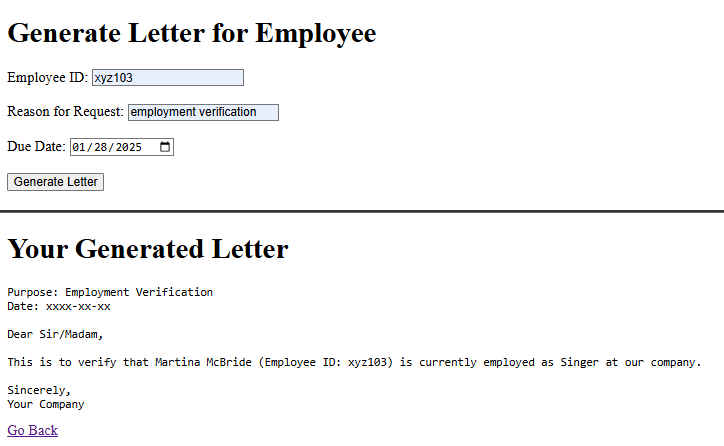 Generate Letter for Employee
Employee ID: xyz103
Reason for Request: employment verification
Due Date: 01/28/2025
Generate Letter
Your Generated Letter
Purpose: Employment Verification
Date: xxxx-xx-xx
Dear Sir/Madam,
This is to verify that Martina McBride (Employee ID: xyz103) is currently employed as Singer at our company.
Sincerely,
Your Company
Go Back